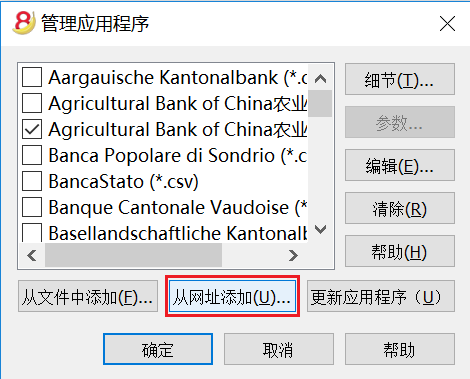 管理应用程序
Aargauische Kantonalbank (*.c
细节(T)...
Agricultural Bank of China农业
参数...
Agricultural Bank of China农业
Banca Popolare di Sondrio (*.c
编辑(E)...
BancaStato (*.csv)
Banque Cantonale Vaudoise (*
清除(R)
Basellandschaftliche Kantonalb
帮助(H)
从文件中添加(F)...
从网址添加(U)...
更新应用程序（U）
确定
取消
帮助